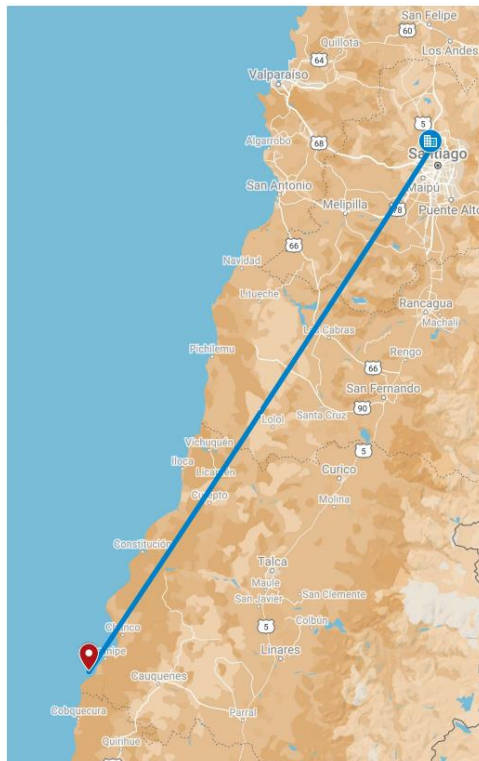 San Felipe
60
Quillota
Los Andes
64
Valparaíso
5
Algarrobo
68
Santiago
Maipú
San Antonio
78
Puente Alto
Melipilla
66
Navidad
Litueche
Rancagua
Machalí
Las Cabras
Pichilemu
Rengo
66
San Fernando
90
Santa Cruz
Lolol
Vichuquén
5
Iloca
Licantén
Curico
Curepto
Molina
Constitución
Talca
Maule
San Clemente
San Javier
Colbún
5
Chanco
Linares
Cauquenes
Cobquecura
Parral
Quirihue